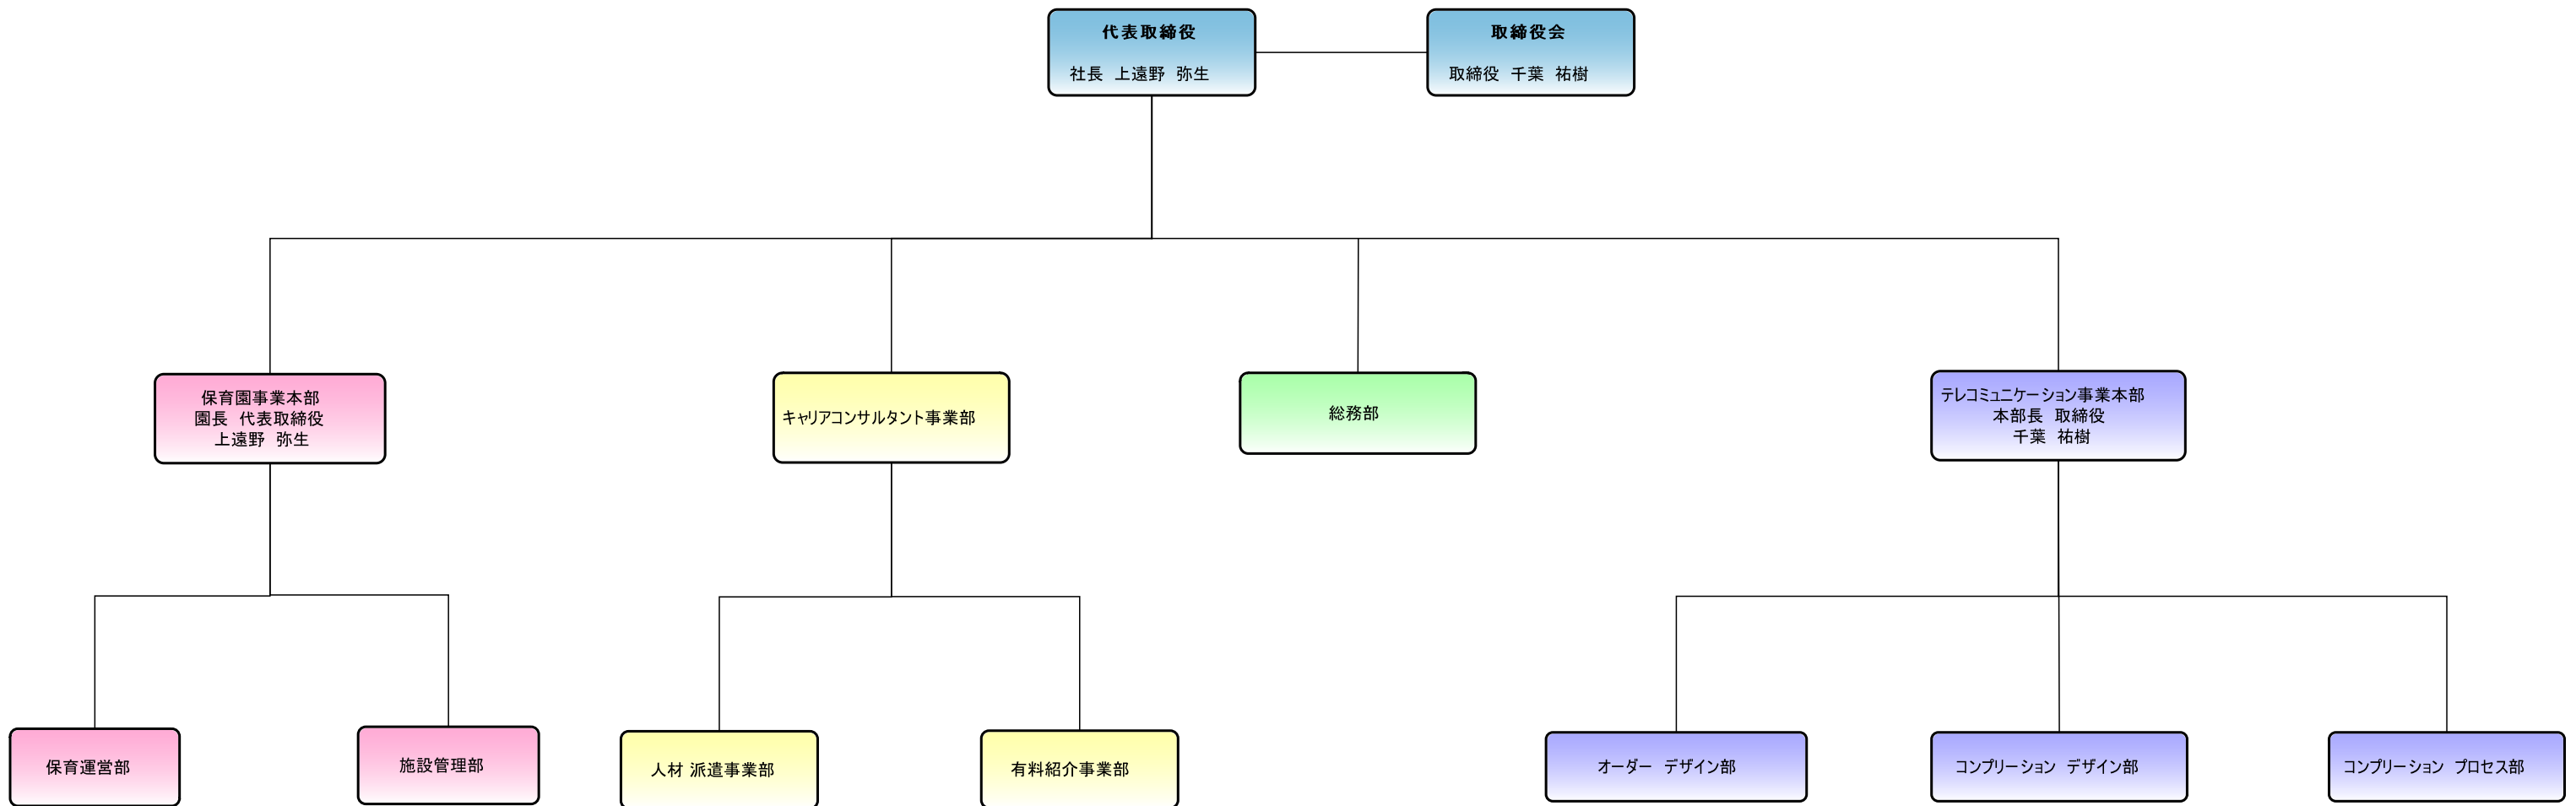 代表取締役
社長 上遠野 弥生
取締役会
取締役 千葉 祐樹
保育園事業本部
園長 代表取締役
上遠野 弥生
キャリアコンサルタント事業部
総務部
テレコミュニケーション事業本部
本部長 取締役
千葉 祐樹
保育運営部
施設管理部
人材 派遣事業部
有料紹介事業部
オーダー デザイン部
コンプリーション デザイン部
コンプリーション プロセス部